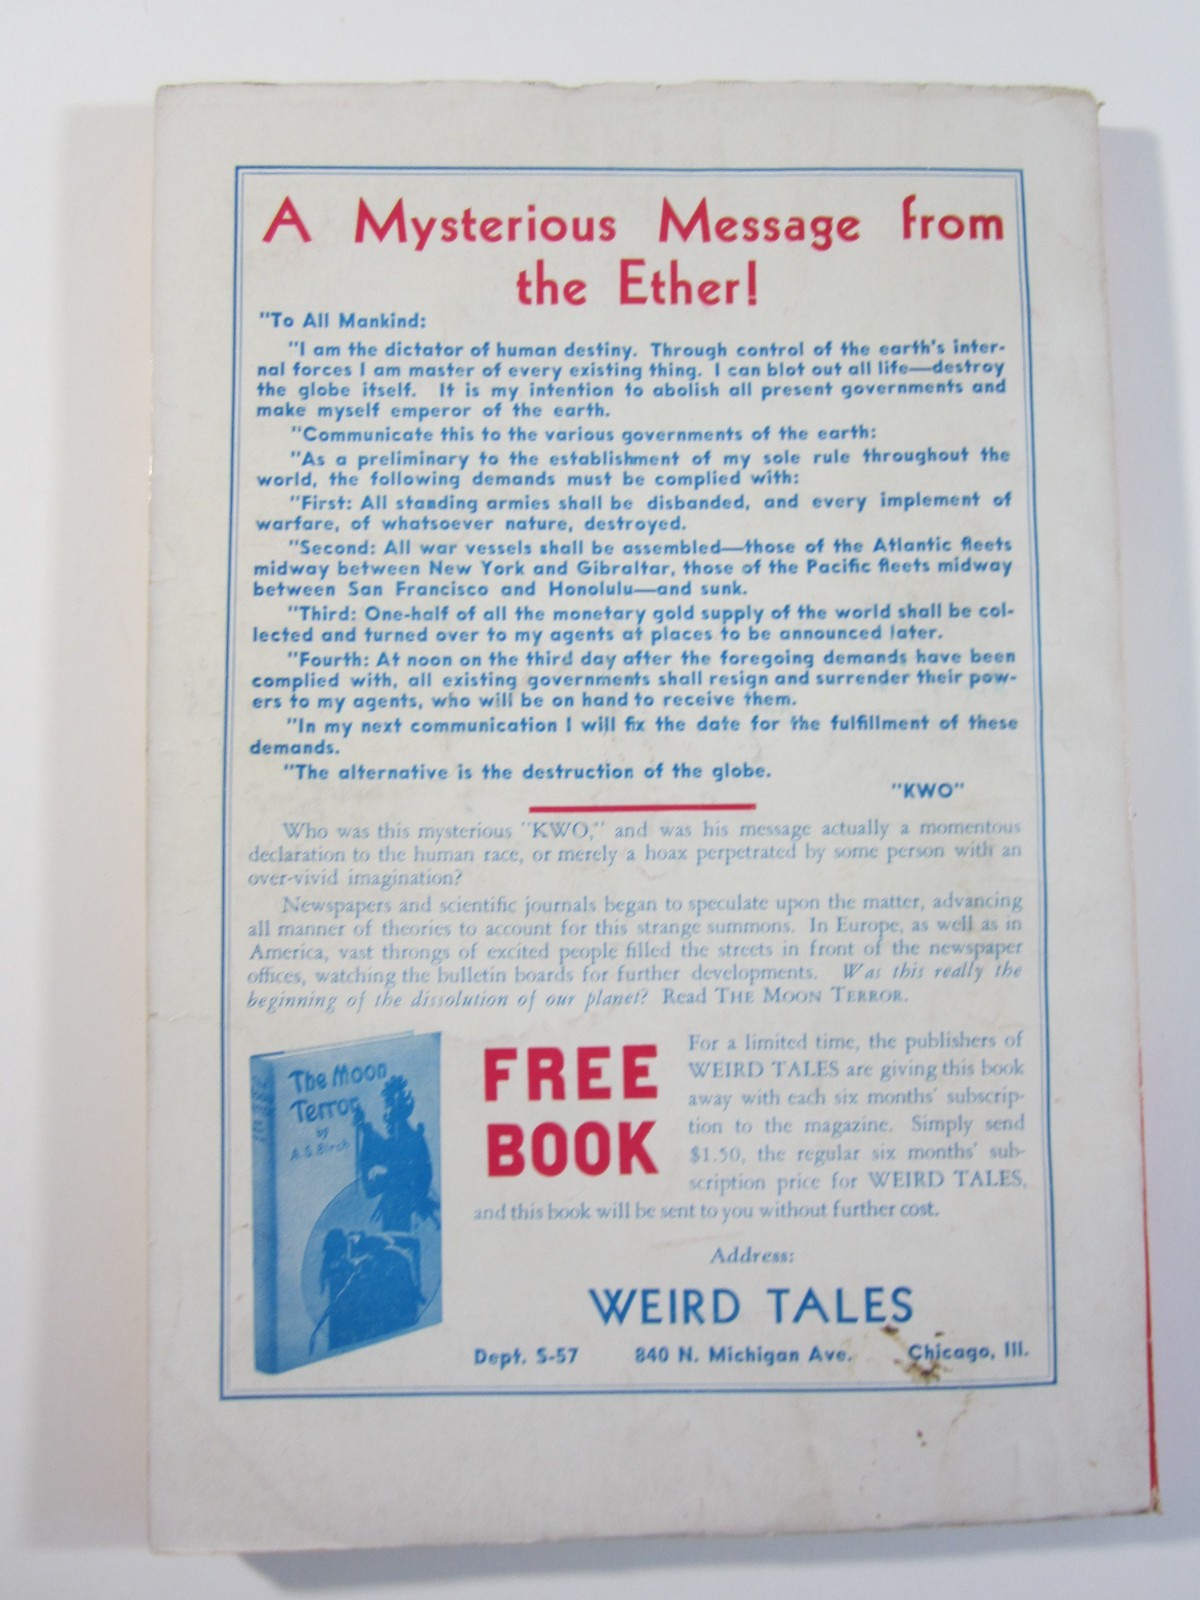 A Mysterious Message from
the Ether!
"To All Mankind:
"I am the dictator of human destiny. Through control of the earth's inter-
nal forces I am master of every existing thing. I can blot out all life—destroy
the globe itself. It is my intention to abolish all present governments and
make myself emperor of the earth.
"Communicate this to the various governments of the earth:
"As a preliminary to the establishment of my sole rule throughout the
world, the following demands must be complied with:
"First: All standing armies shall be disbanded, and every implement of
warfare, of whatsoever nature, destroyed.
"Second: All war vessels shall be assembled—those of the Atlantic fleets
midway between New York and Gibraltar, those of the Pacific fleets midway
between San Francisco and Honolulu—and sunk.
"Third: One-half of all the monetary gold supply of the world shall be col-
lected and turned over to my agents at places to be announced later.
"Fourth: At noon on the third day after the foregoing demands have been
complied with, all existing governments shall resign and surrender their pow-
ers to my agents, who will be on hand to receive them.
"In my next communication I will fix the date for the fulfillment of these
demands.
"The alternative is the destruction of the globe.
"KWO"
Who was this mysterious "KWO," and was his message actually a momentous
declaration to the human race, or merely a hoax perpetrated by some person with an
over-vivid imagination?
Newspapers and scientific journals began to speculate upon the matter, advancing
all manner of theories to account for this strange summons. In Europe, as well as in
America, vast throngs of excited people filled the streets in front of the newspaper
offices, watching the bulletin boards for further developments. Was this really the
beginning of the dissolution of our planet? Read THE MOON TERROR.
The Moon
Terror
by
A.G. Birch
FREE
BOOK
For a limited time, the publishers of
WEIRD TALES are giving this book
away with each six months' subscrip-
tion to the magazine. Simply send
$1.50, the regular six months' sub-
scription price for WEIRD TALES,
and this book will be sent to you without further cost.
Address:
WEIRD TALES
Dept. S-57 840 N. Michigan Ave. Chicago, Ill.